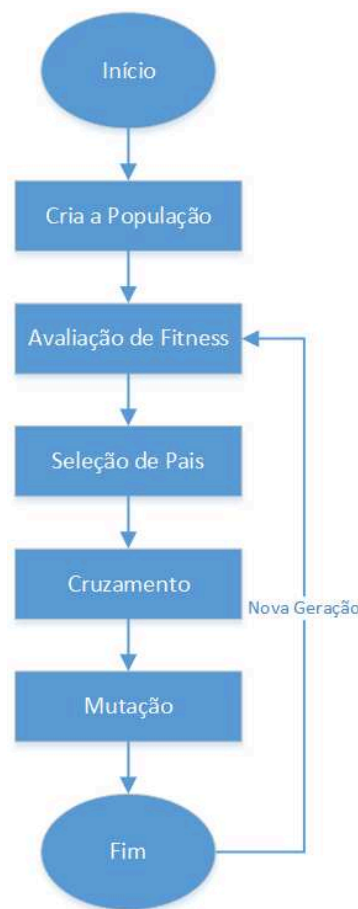 Início
Cria a População
Avaliação de Fitness
Seleção de Pais
Cruzamento
Nova Geração
Mutação
Fim